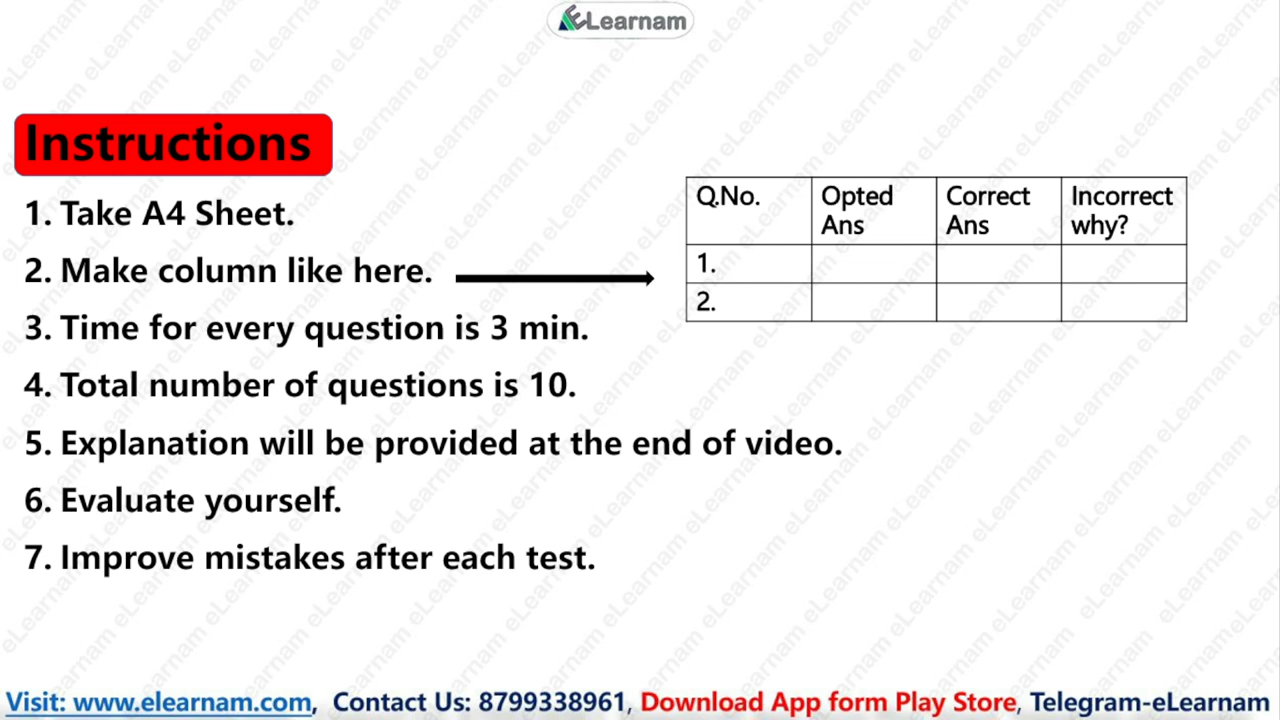 ELearnam
Instructions
1. Take A4 Sheet.
2. Make column like here.
3. Time for every question is 3 min.
4. Total number of questions is 10.
5. Explanation will be provided at the end of video.
6. Evaluate yourself.
7. Improve mistakes after each test.
Q.No. Opted Ans Correct Ans Incorrect why?
1.
2.
Visit: www.elearnam.com, Contact Us: 8799338961, Download App form Play Store, Telegram-eLearnam